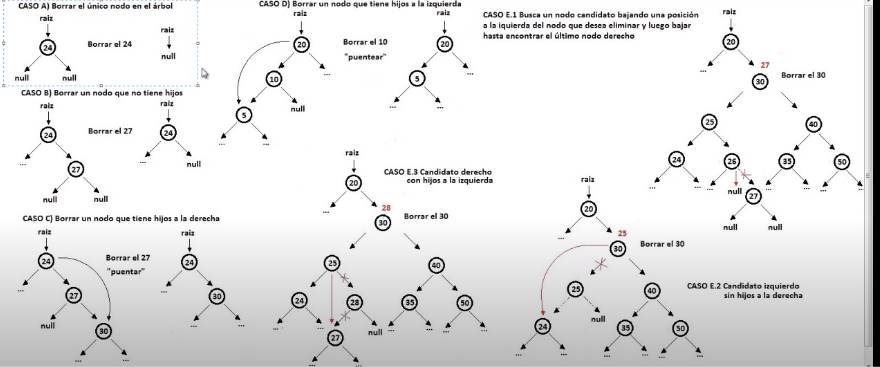 CASO A) Borrar el único nodo en el árbol
raiz
24
null null
Borrar el 24
raiz
null
CASO B) Borrar un nodo que no tiene hijos
raiz
24
...
27
null null
Borrar el 27
raiz
24
... null
CASO C) Borrar un nodo que tiene hijos a la derecha
raiz
24
...
27
null
30
... ...
Borrar el 27
"puentar"
raiz
24
...
30
... ...
CASO D) Borrar un nodo que tiene hijos a la izquierda
raiz
20
...
10
null
5
... ...
Borrar el 10
"puentear"
raiz
20
...
5
... ...
CASO E.3 Candidato derecho
con hijos a la izquierda
raiz
20
...
28
30
Borrar el 30
25 40
24 28 35 50
... ... null ... ... ... ...
27
... ...
CASO E.1 Busca un nodo candidato bajando una posición
a la iquierda del nodo que desea eliminar y luego bajar
hasta encontrar el último nodo derecho
raiz
20
...
27
30
Borrar el 30
25 40
24 26 35 50
... ... ... null ... ... ... ...
27
null null
raiz
20
...
25
30
Borrar el 30
25 40
null
24 35 50
... ... ... ... ... ...
CASO E.2 Candidato izquierdo
sin hijos a la derecha